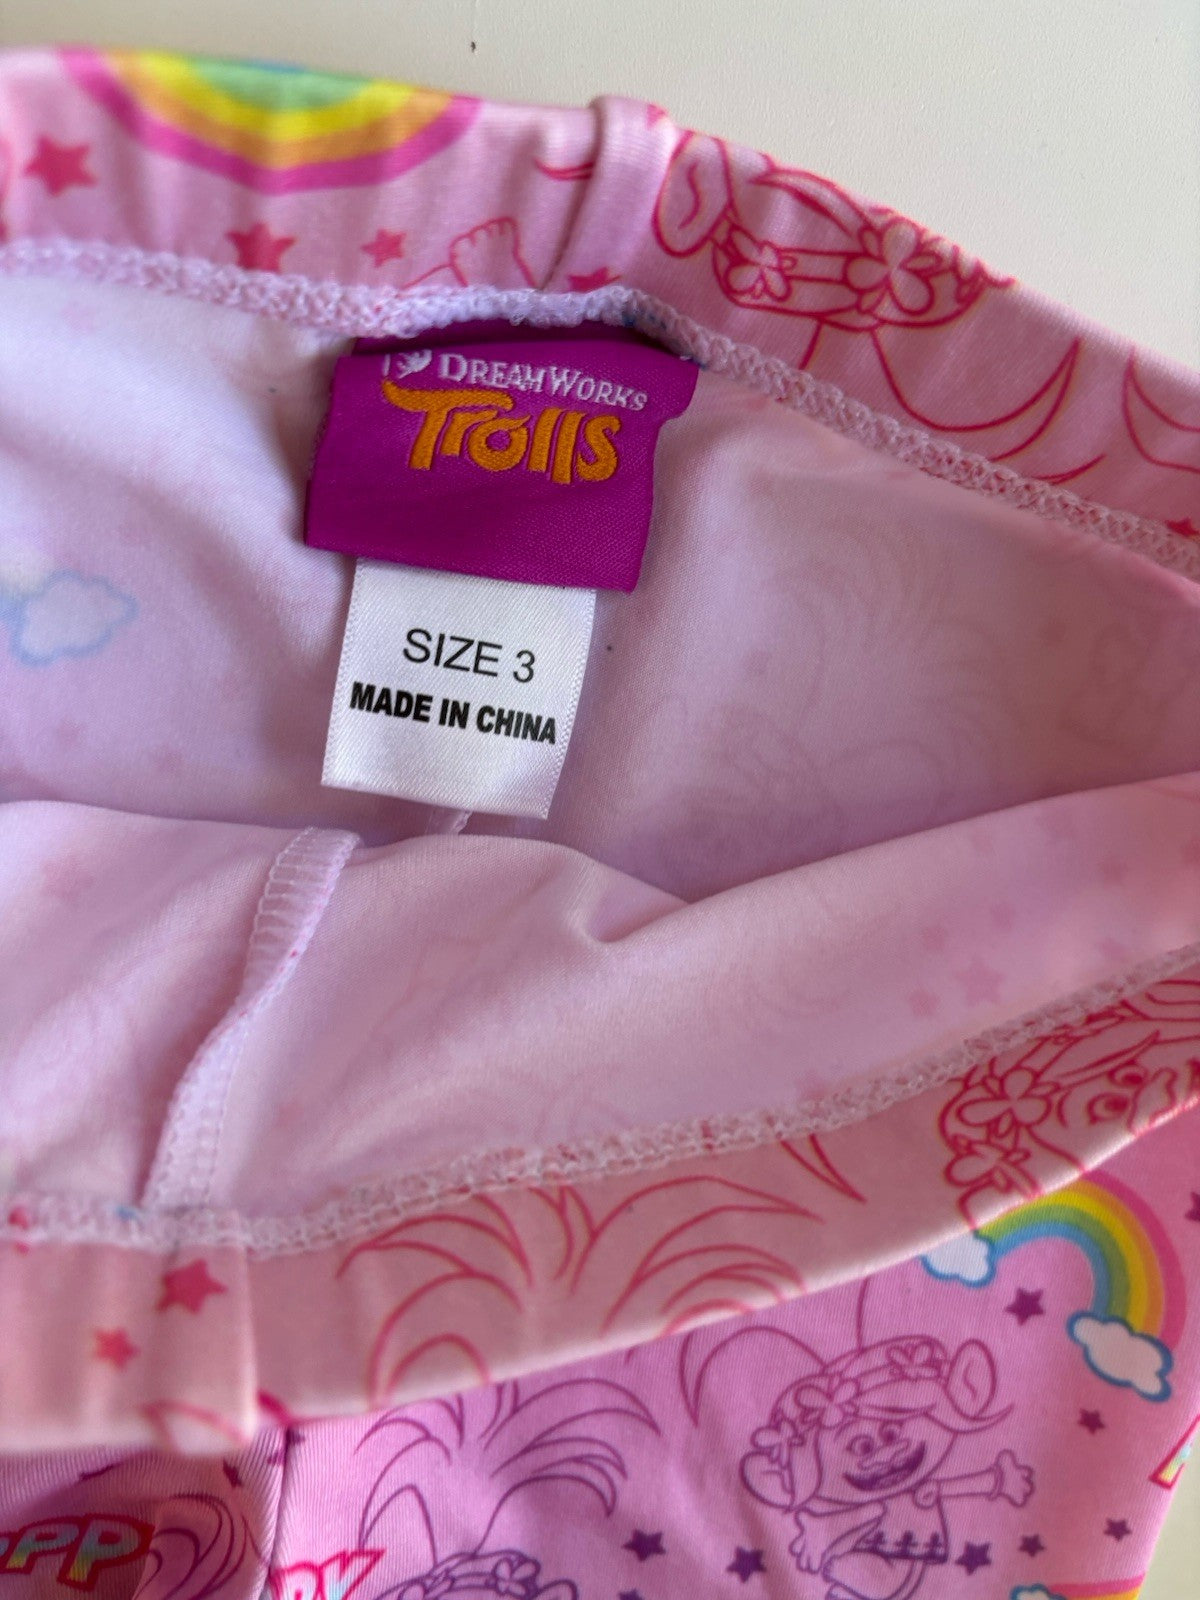 DREAMWORKS
Trolls
SIZE 3
MADE IN CHINA